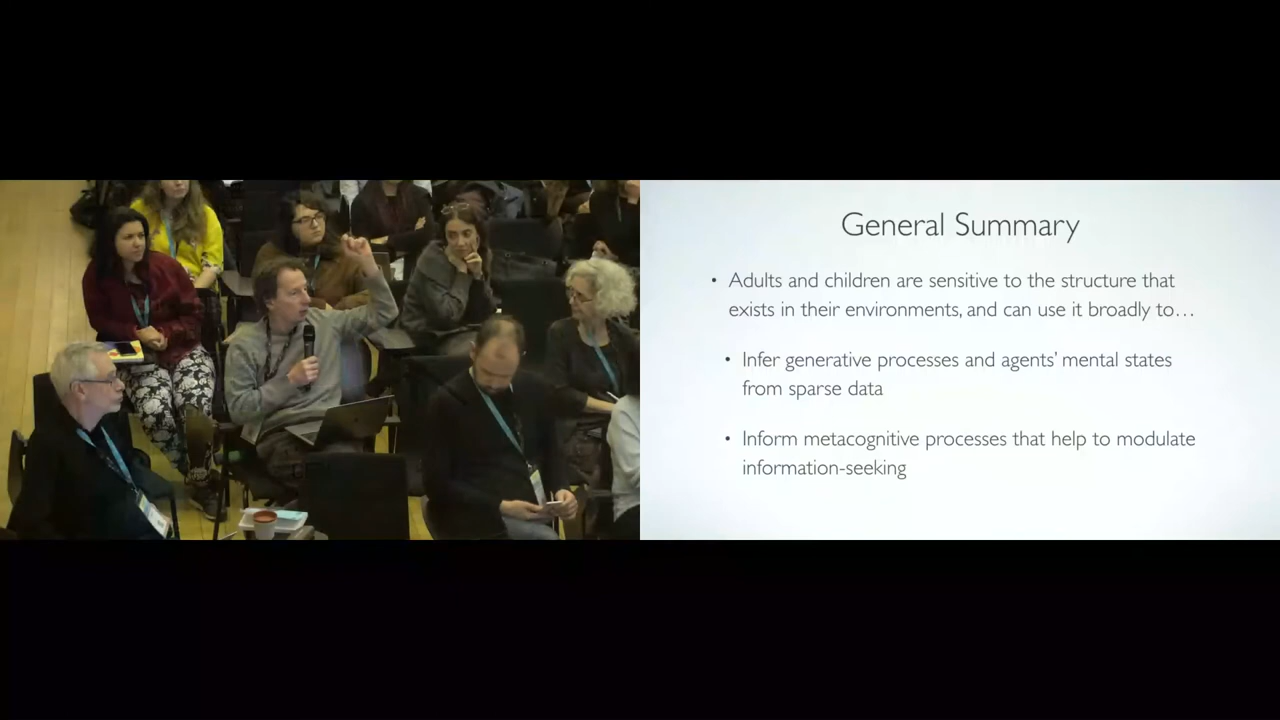 General Summary
• Adults and children are sensitive to the structure that
exists in their environments, and can use it broadly to…
• Infer generative processes and agents’ mental states
from sparse data
• Inform metacognitive processes that help to modulate
information-seeking